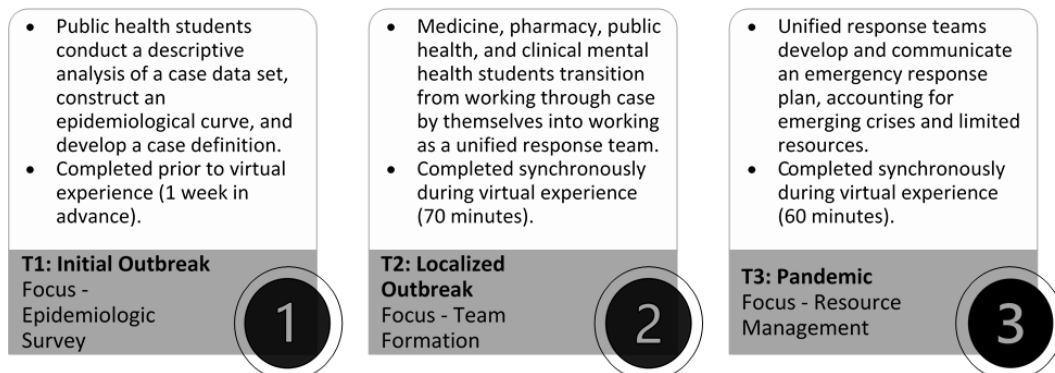 • Public health students
conduct a descriptive
analysis of a case data set,
construct an
epidemiological curve, and
develop a case definition.
• Completed prior to virtual
experience (1 week in
advance).
T1: Initial Outbreak
Focus -
Epidemiologic
Survey
1
• Medicine, pharmacy, public
health, and clinical mental
health students transition
from working through case
by themselves into working
as a unified response team.
• Completed synchronously
during virtual experience
(70 minutes).
T2: Localized
Outbreak
Focus - Team
Formation
2
• Unified response teams
develop and communicate
an emergency response
plan, accounting for
emerging crises and limited
resources.
• Completed synchronously
during virtual experience
(60 minutes).
T3: Pandemic
Focus - Resource
Management
3